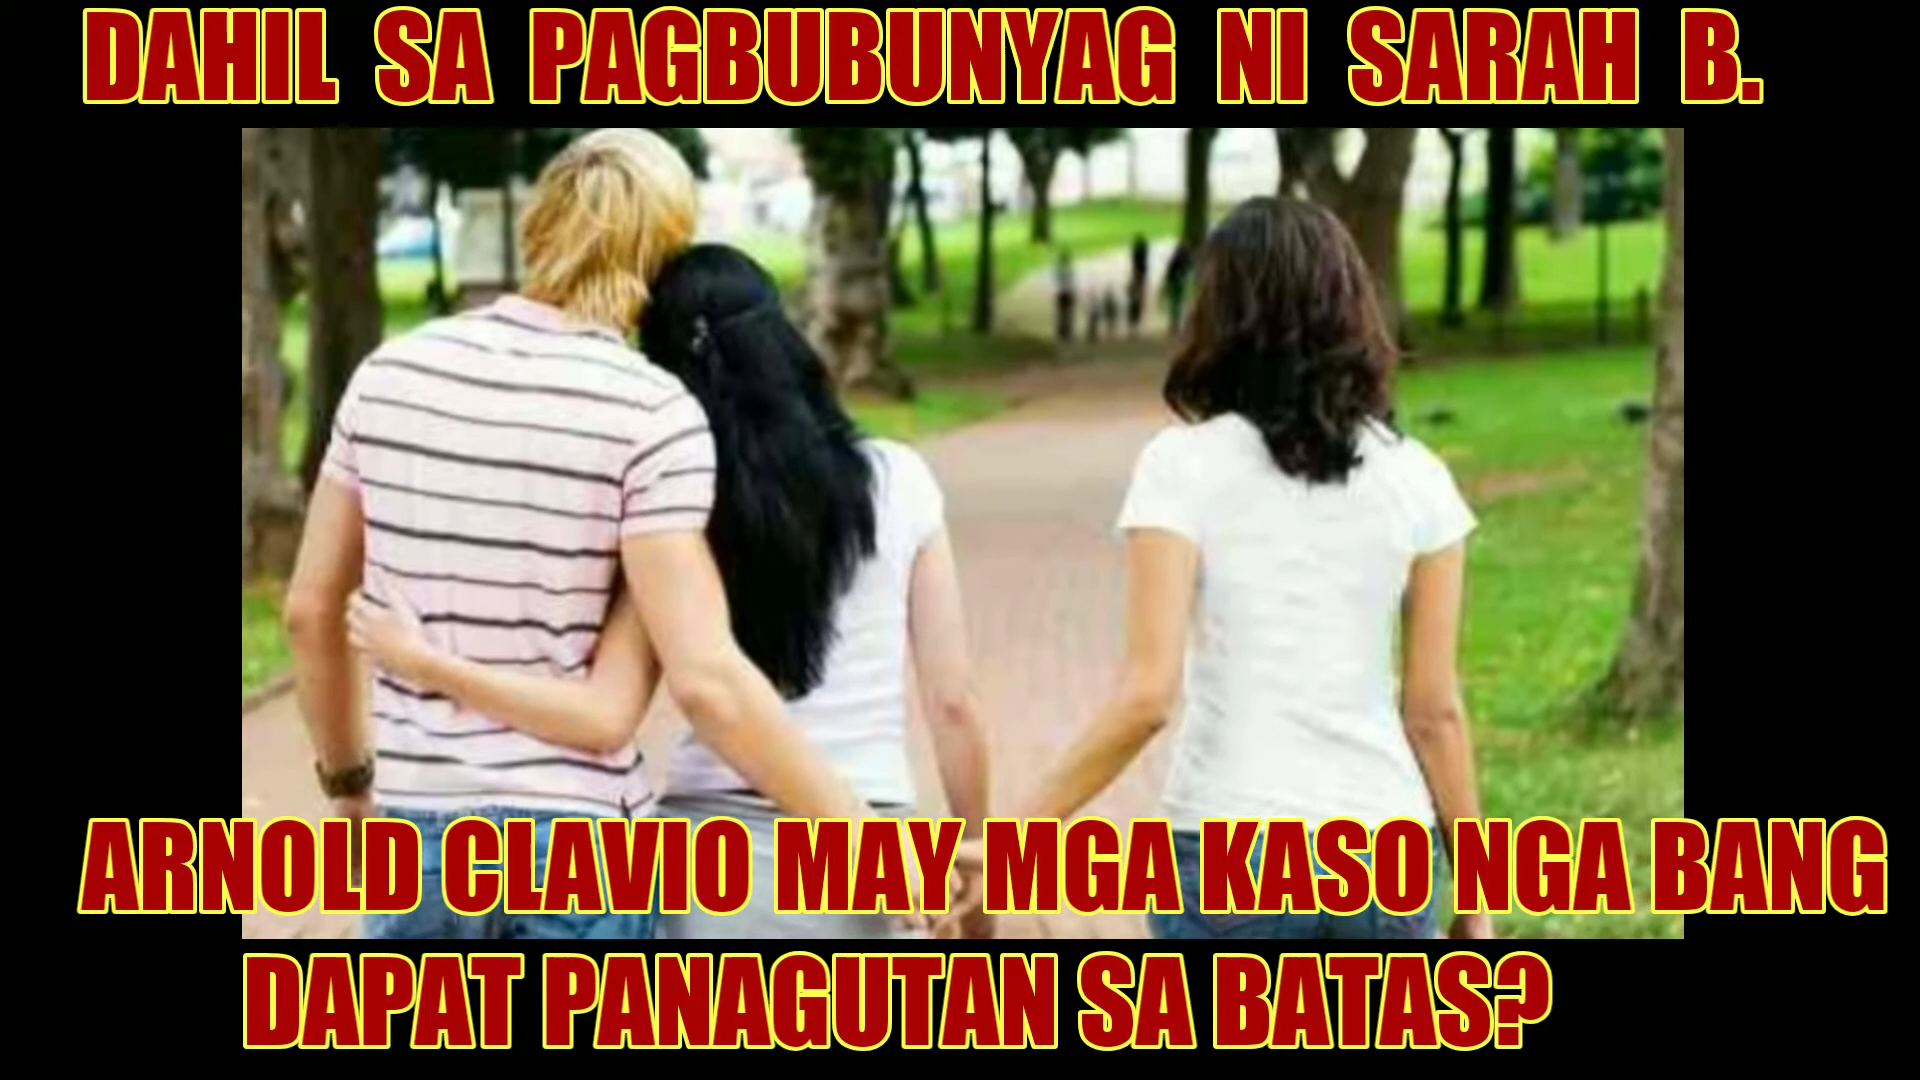 DAHIL SA PAGBUBUNYAG NI SARAH B.
ARNOLD CLAVIO MAY MGA KASO NGA BANG
DAPAT PANAGUTAN SA BATAS?